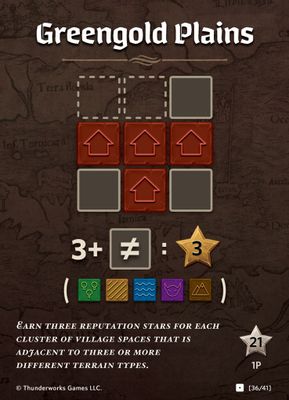 Greengold Plains
3+ ≠ : 3
( )
Earn three reputation stars for each
cluster of village spaces that is
adjacent to three or more
different terrain types.
21
1P
© Thunderworks Games LLC.
[36/41]